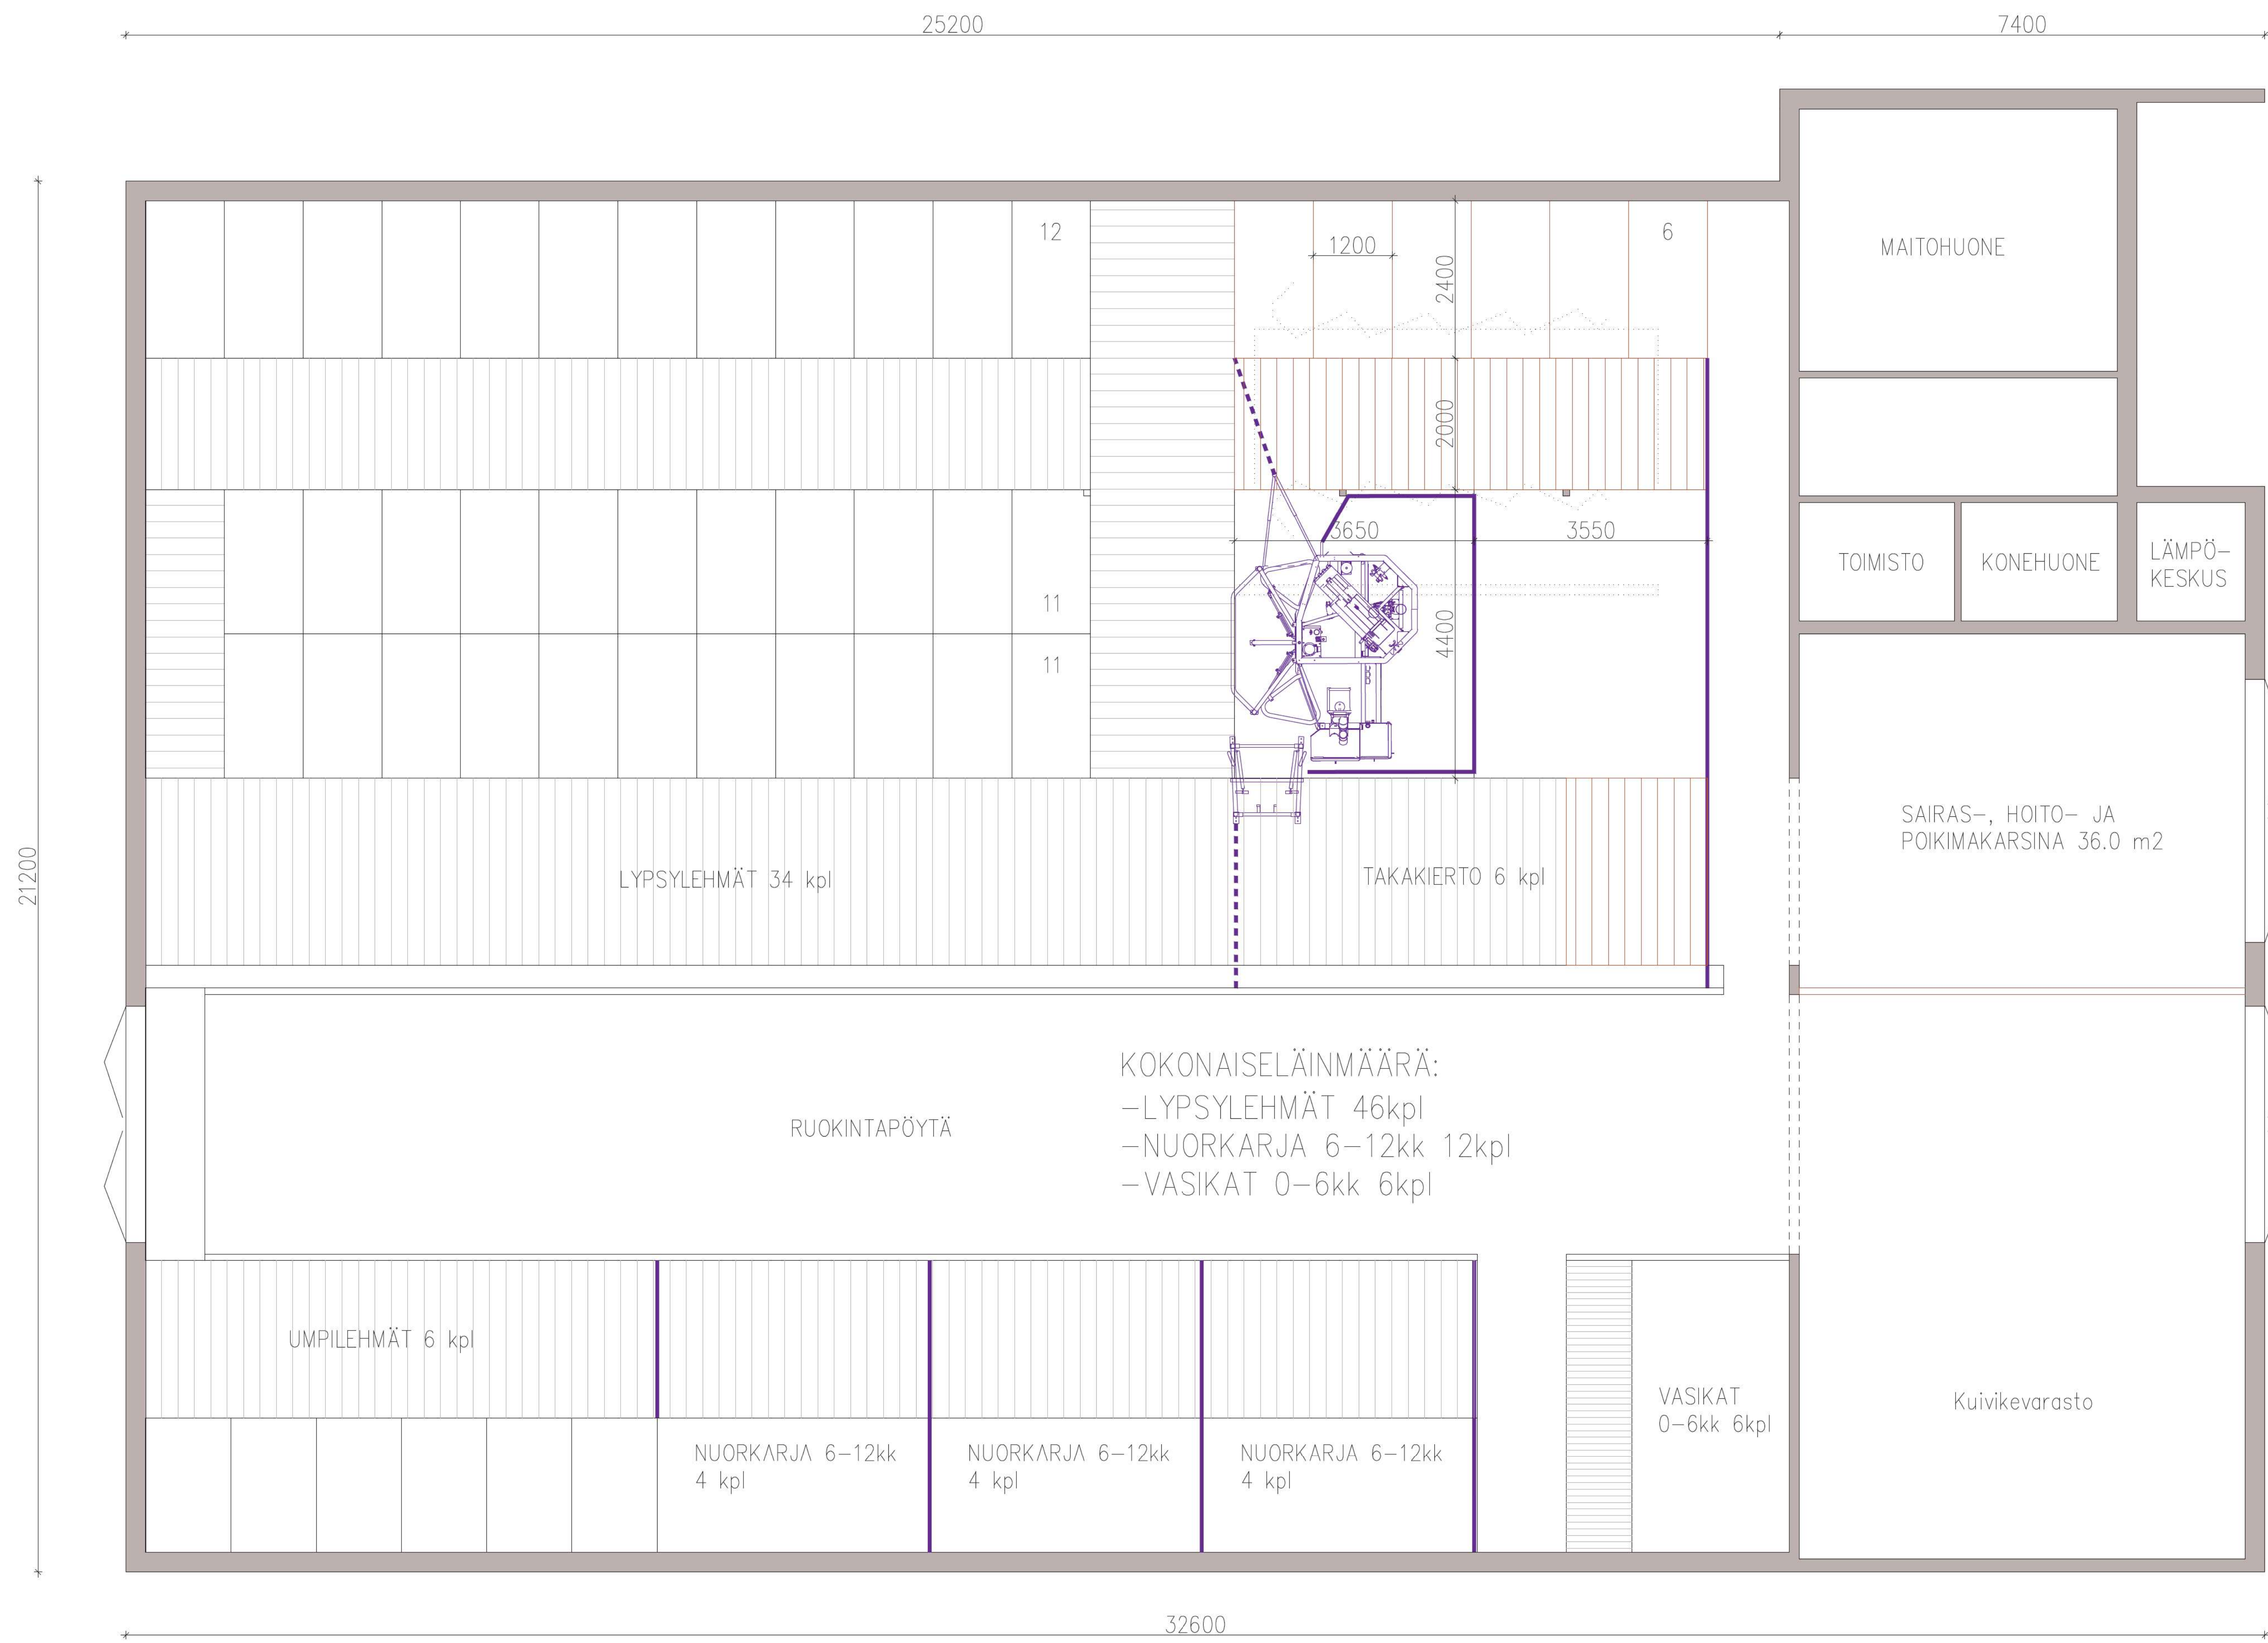 25200
7400
12
6
1200
2400
MAITOHUONE
2000
3650
3550
TOIMISTO
KONEHUONE
LÄMPÖ-
KESKUS
11
4400
11
SAIRAS-, HOITO- JA
POIKIMAKARSINA 36.0 m2
21200
LYPSYLEHMÄT 34 kpl
TAKAKIERTO 6 kpl
KOKONAISELÄINMÄÄRÄ:
-LYPSYLEHMÄT 46kpl
-NUORKARJA 6-12kk 12kpl
-VASIKAT 0-6kk 6kpl
RUOKINTAPÖYTÄ
UMPILEHMÄT 6 kpl
VASIKAT
0-6kk 6kpl
Kuivikevarasto
NUORKARJA 6-12kk
4 kpl
NUORKARJA 6-12kk
4 kpl
NUORKARJA 6-12kk
4 kpl
32600